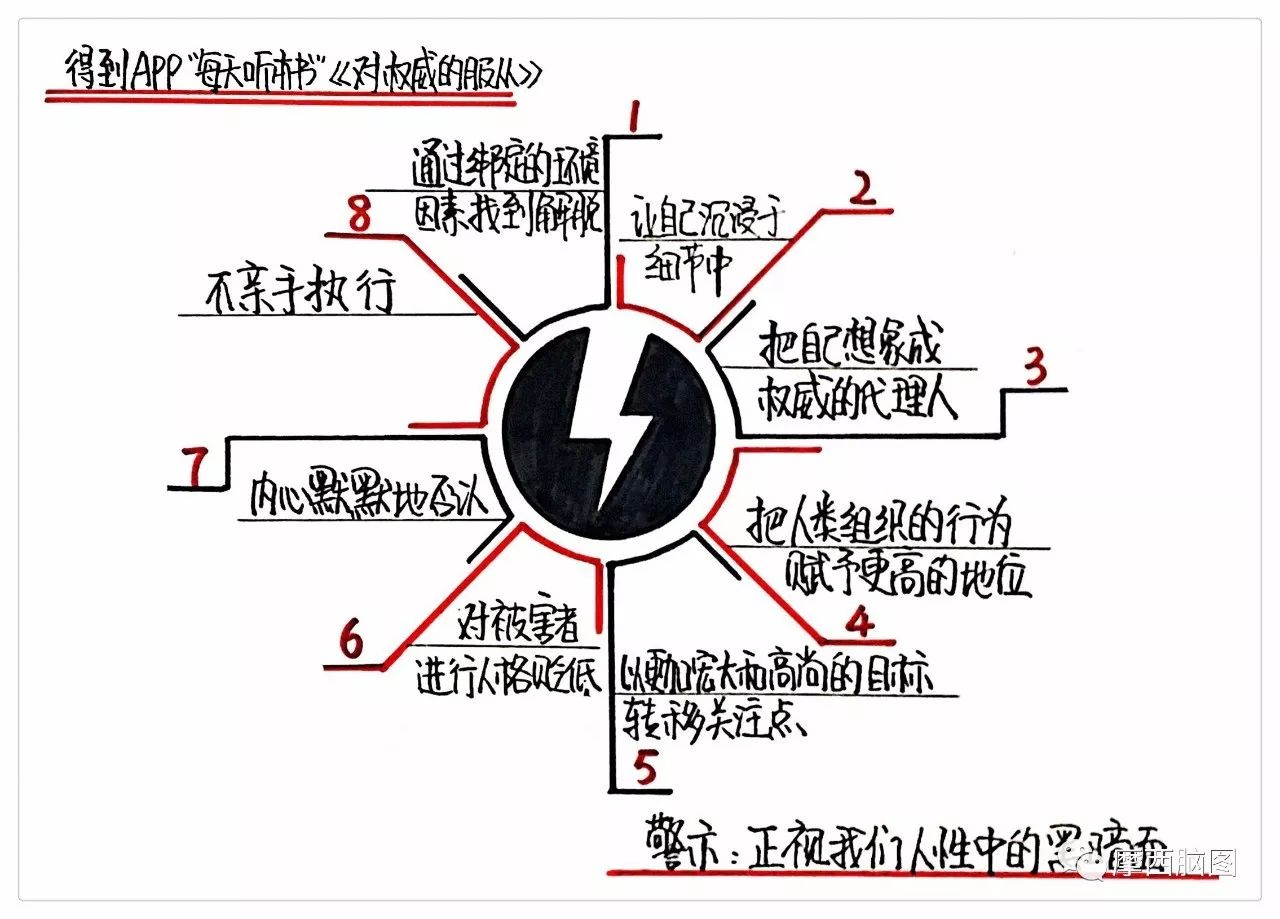 得到APP“每天听本书”《对权威的服从》
1
通过绑定的环境
因素找到解脱
2
让自己沉浸于
细节中
3
把自己想象成
权威的代理人
4
把人类组织的行为
赋予更高的地位
5
以更加宏大和高尚的目标
转移关注点
6
对被害者
进行人格贬低
7
内心默默地否认
8
不亲手执行
警示：正视我们人性中的黑暗面
摩西脑图